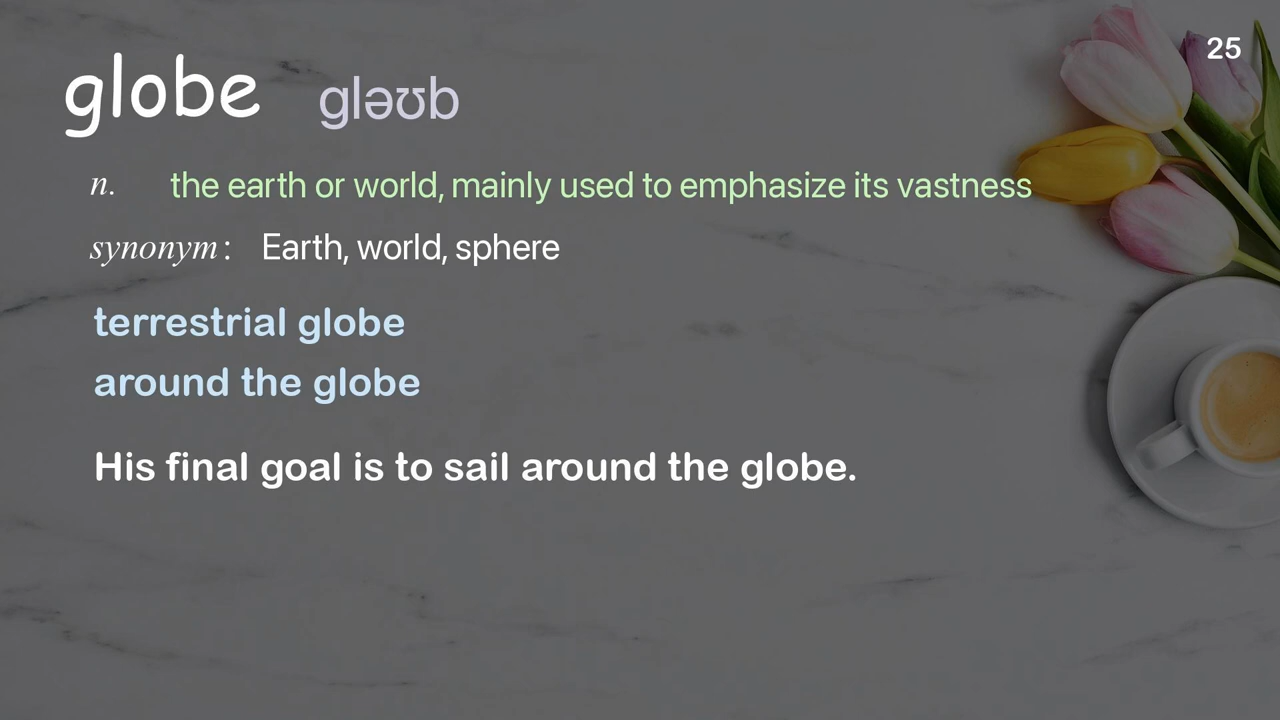 25
globe gləʊb
n. the earth or world, mainly used to emphasize its vastness
synonym: Earth, world, sphere
terrestrial globe
around the globe
His final goal is to sail around the globe.